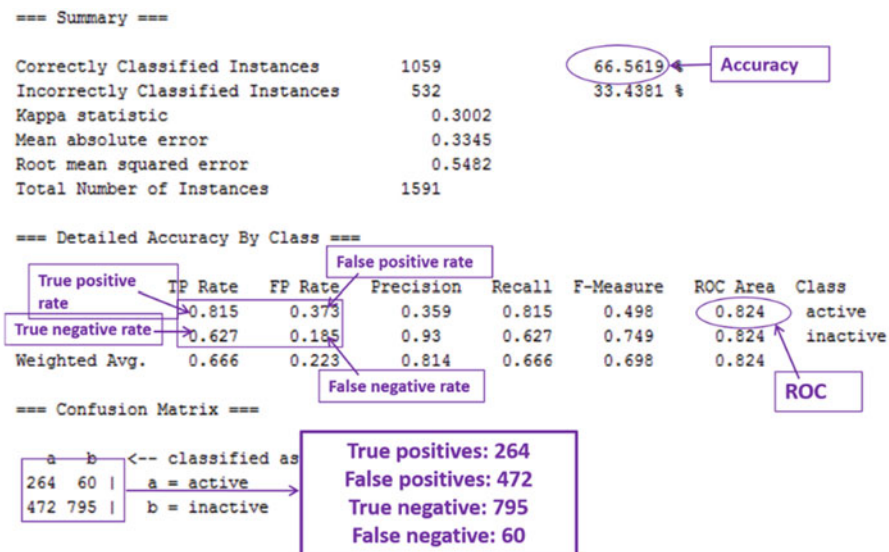 === Summary ===
Correctly Classified Instances 1059 66.5619 % Accuracy
Incorrectly Classified Instances 532 33.4381 %
Kappa statistic 0.3002
Mean absolute error 0.3345
Root mean squared error 0.5482
Total Number of Instances 1591
=== Detailed Accuracy By Class ===
False positive rate
True positive
rate
TP Rate FP Rate Precision Recall F-Measure ROC Area Class
0.815 0.373 0.359 0.815 0.498 0.824 active
True negative rate
0.627 0.185 0.93 0.627 0.749 0.824 inactive
Weighted Avg. 0.666 0.223 0.814 0.666 0.698 0.824
False negative rate
ROC
=== Confusion Matrix ===
a b <-- classified as
264 60 | a = active
472 795 | b = inactive
True positives: 264
False positives: 472
True negative: 795
False negative: 60